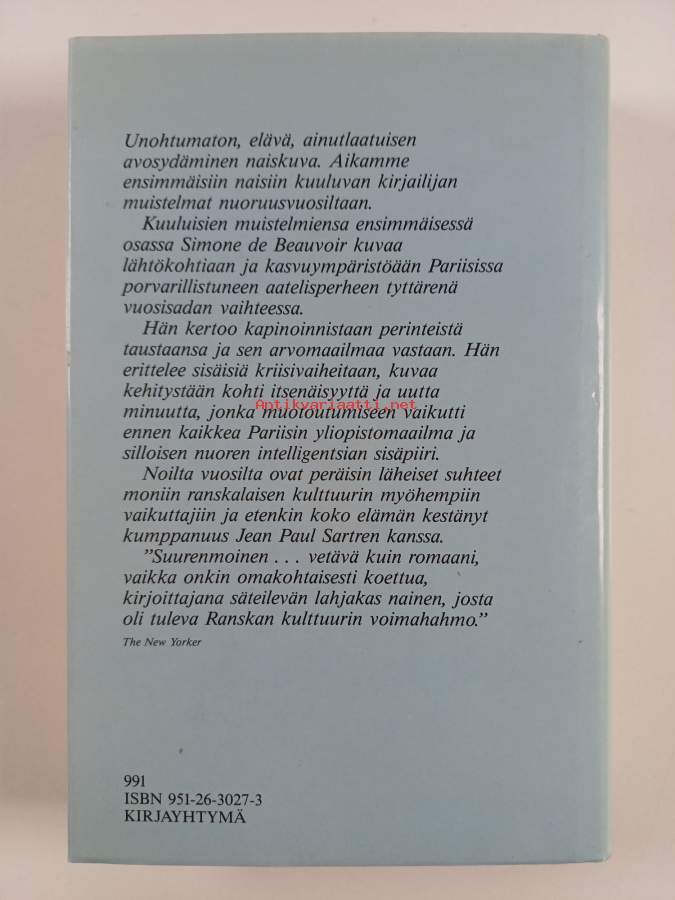 Unohtumaton, elävä, ainutlaatuisen
avosydäminen naiskuva. Aikamme
ensimmäisiin naisiin kuuluvan kirjailijan
muistelmat nuoruusvuosiltaan.
Kuuluisien muistelmiensa ensimmäisessä
osassa Simone de Beauvoir kuvaa
lähtökohtiaan ja kasvuympäristöään Pariisissa
porvarillistuneen aatelisperheen tyttärenä
vuosisadan vaihteessa.
Hän kertoo kapinoinnistaan perinteistä
taustaansa ja sen arvomaailmaa vastaan. Hän
erittelee sisäisiä kriisivaiheitaan, kuvaa
kehitystään kohti itsenäisyyttä ja uutta
Antikvariaatti.net
minuutta, jonka muotoutumiseen vaikutti
ennen kaikkea Pariisin yliopistomaailma ja
silloisen nuoren intelligentsian sisäpiiri.
Noilta vuosilta ovat peräisin läheiset suhteet
moniin ranskalaisen kulttuurin myöhempiin
vaikuttajiin ja etenkin koko elämän kestänyt
kumppanuus Jean Paul Sartren kanssa.
”Suurenmoinen . . . vetävä kuin romaani,
vaikka onkin omakohtaisesti koettua,
kirjoittajana säteilevän lahjakas nainen, josta
oli tuleva Ranskan kulttuurin voimahahmo.”
The New Yorker
991
ISBN 951-26-3027-3
KIRJAYHTYMÄ